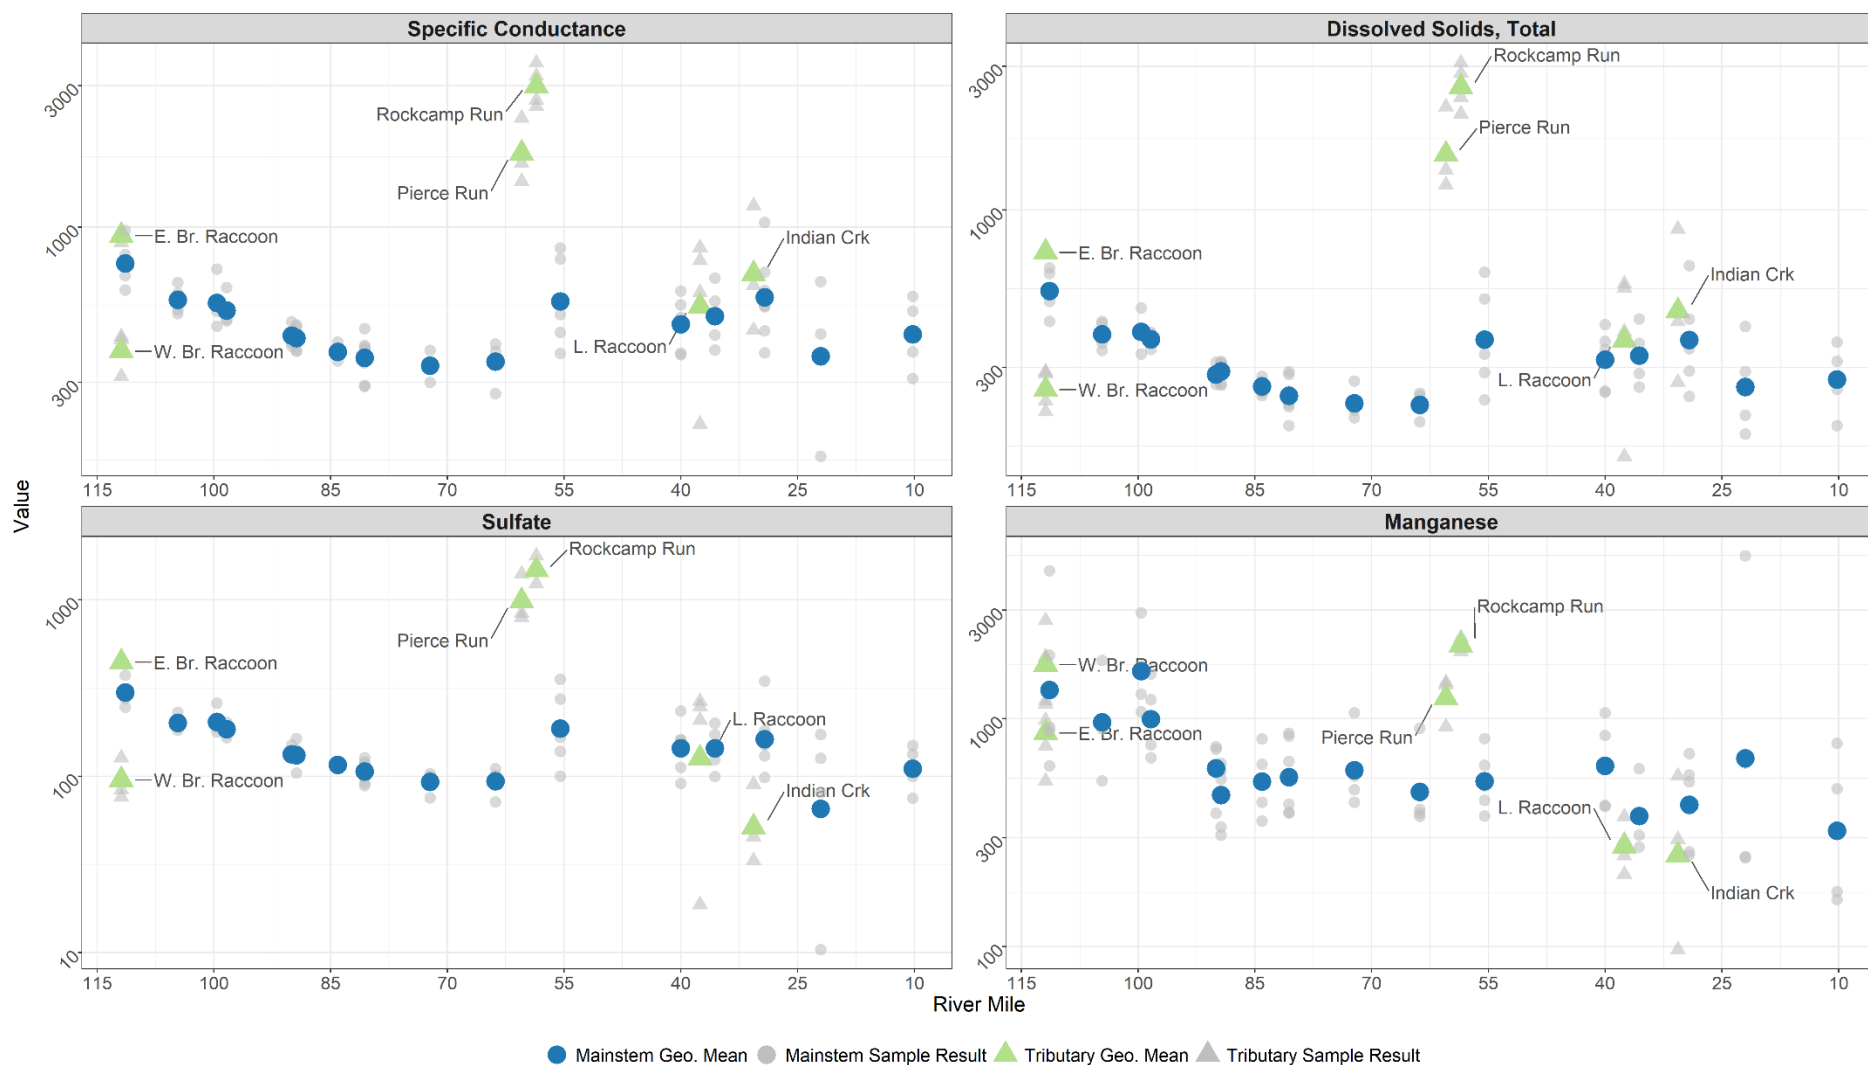 Specific Conductance
Dissolved Solids, Total
3000
1000
300
Rockcamp Run
Pierce Run
E. Br. Raccoon
W. Br. Raccoon
Indian Crk
L. Raccoon
115 100 85 70 55 40 25 10
3000
1000
300
Rockcamp Run
Pierce Run
E. Br. Raccoon
W. Br. Raccoon
Indian Crk
L. Raccoon
115 100 85 70 55 40 25 10
Value
Sulfate
Manganese
1000
100
10
Rockcamp Run
Pierce Run
E. Br. Raccoon
W. Br. Raccoon
L. Raccoon
Indian Crk
115 100 85 70 55 40 25 10
3000
1000
300
100
Rockcamp Run
W. Br. Raccoon
E. Br. Raccoon
Pierce Run
L. Raccoon
Indian Crk
115 100 85 70 55 40 25 10
River Mile
Mainstem Geo. Mean Mainstem Sample Result Tributary Geo. Mean Tributary Sample Result